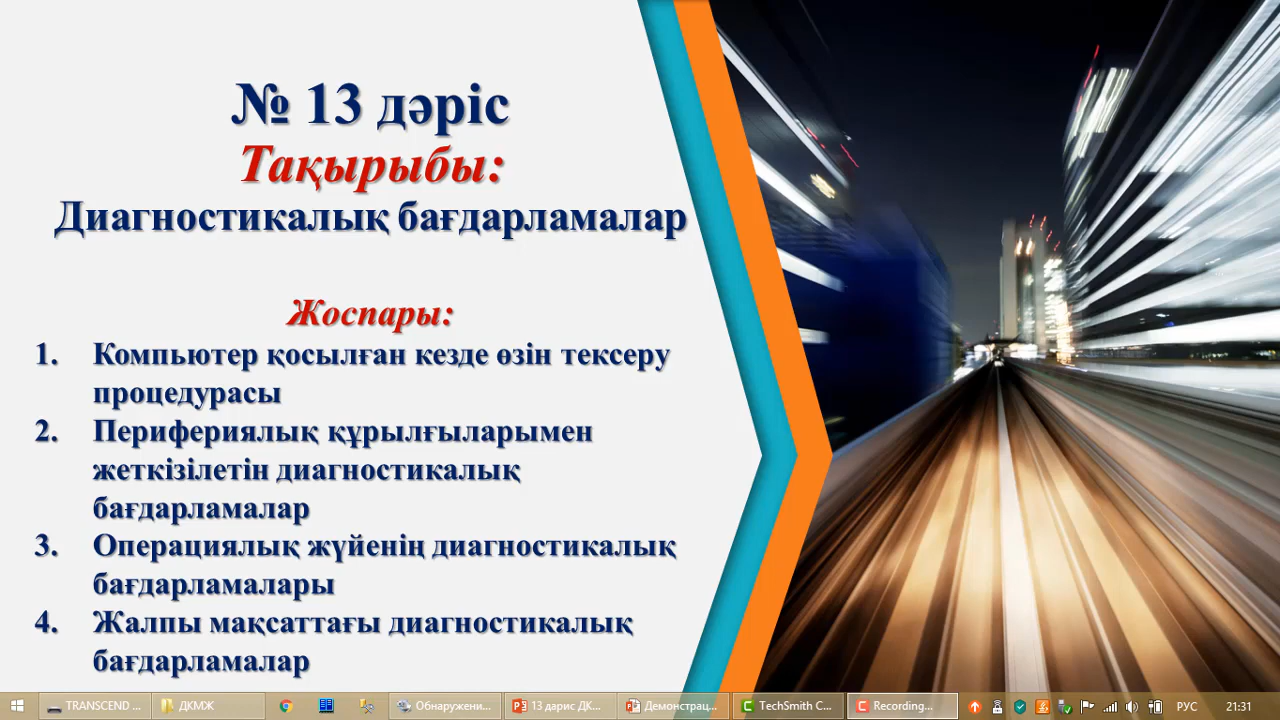 № 13 дәріс
Тақырыбы:
Диагностикалық бағдарламалар
Жоспары:
1. Компьютер қосылған кезде өзін тексеру
процедурасы
2. Перифериялық құрылғыларымен
жеткізілетін диагностикалық
бағдарламалар
3. Операциялық жүйенің диагностикалық
бағдарламалары
4. Жалпы мақсаттағы диагностикалық
бағдарламалар
TRANSCEND ... ДКМЖ Обнаружени... 13 дарис ДК... Демонстрац... TechSmith C... Recording... РУС 21:31